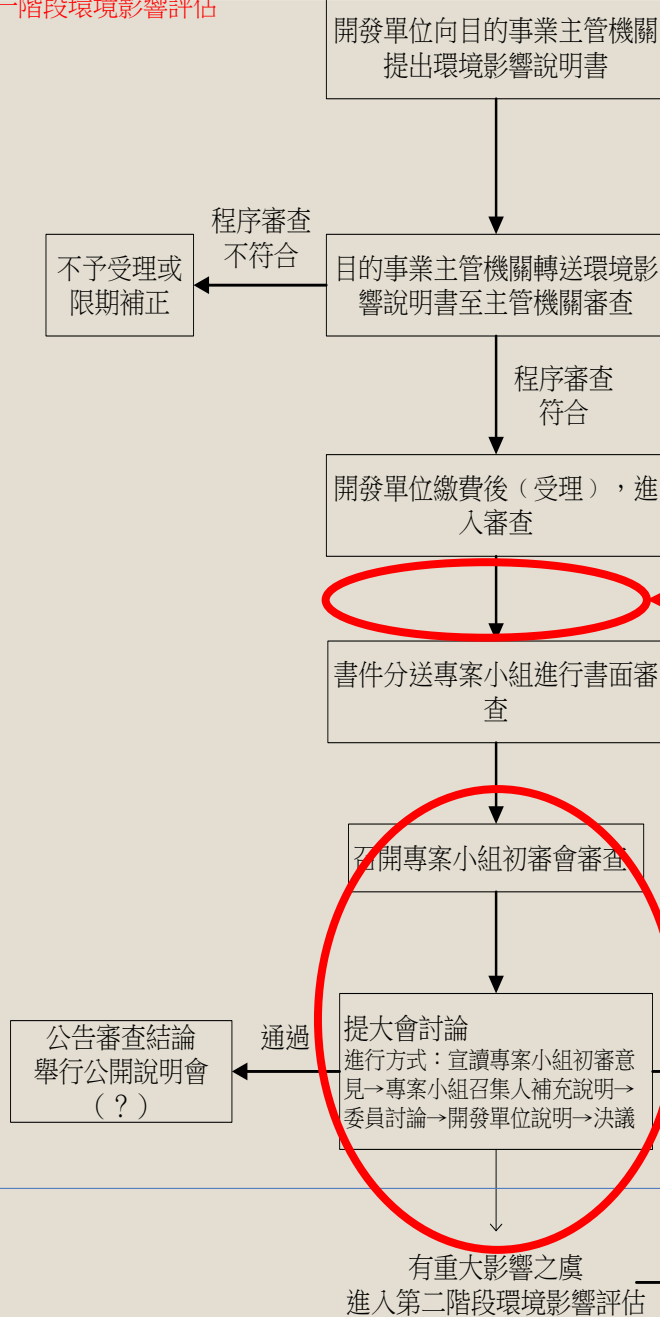 一階段環境影響評估
開發單位向目的事業主管機關
提出環境影響說明書
程序審查
不符合
不予受理或
限期補正
目的事業主管機關轉送環境影
響說明書至主管機關審查
程序審查
符合
開發單位繳費後（受理），進
入審查
書件分送專案小組進行書面審
查
召開專案小組初審會審查
提大會討論
進行方式：宣讀專案小組初審意
見→專案小組召集人補充說明→
委員討論→開發單位說明→決議
通過
公告審查結論
舉行公開說明會
（？）
有重大影響之虞
進入第二階段環境影響評估